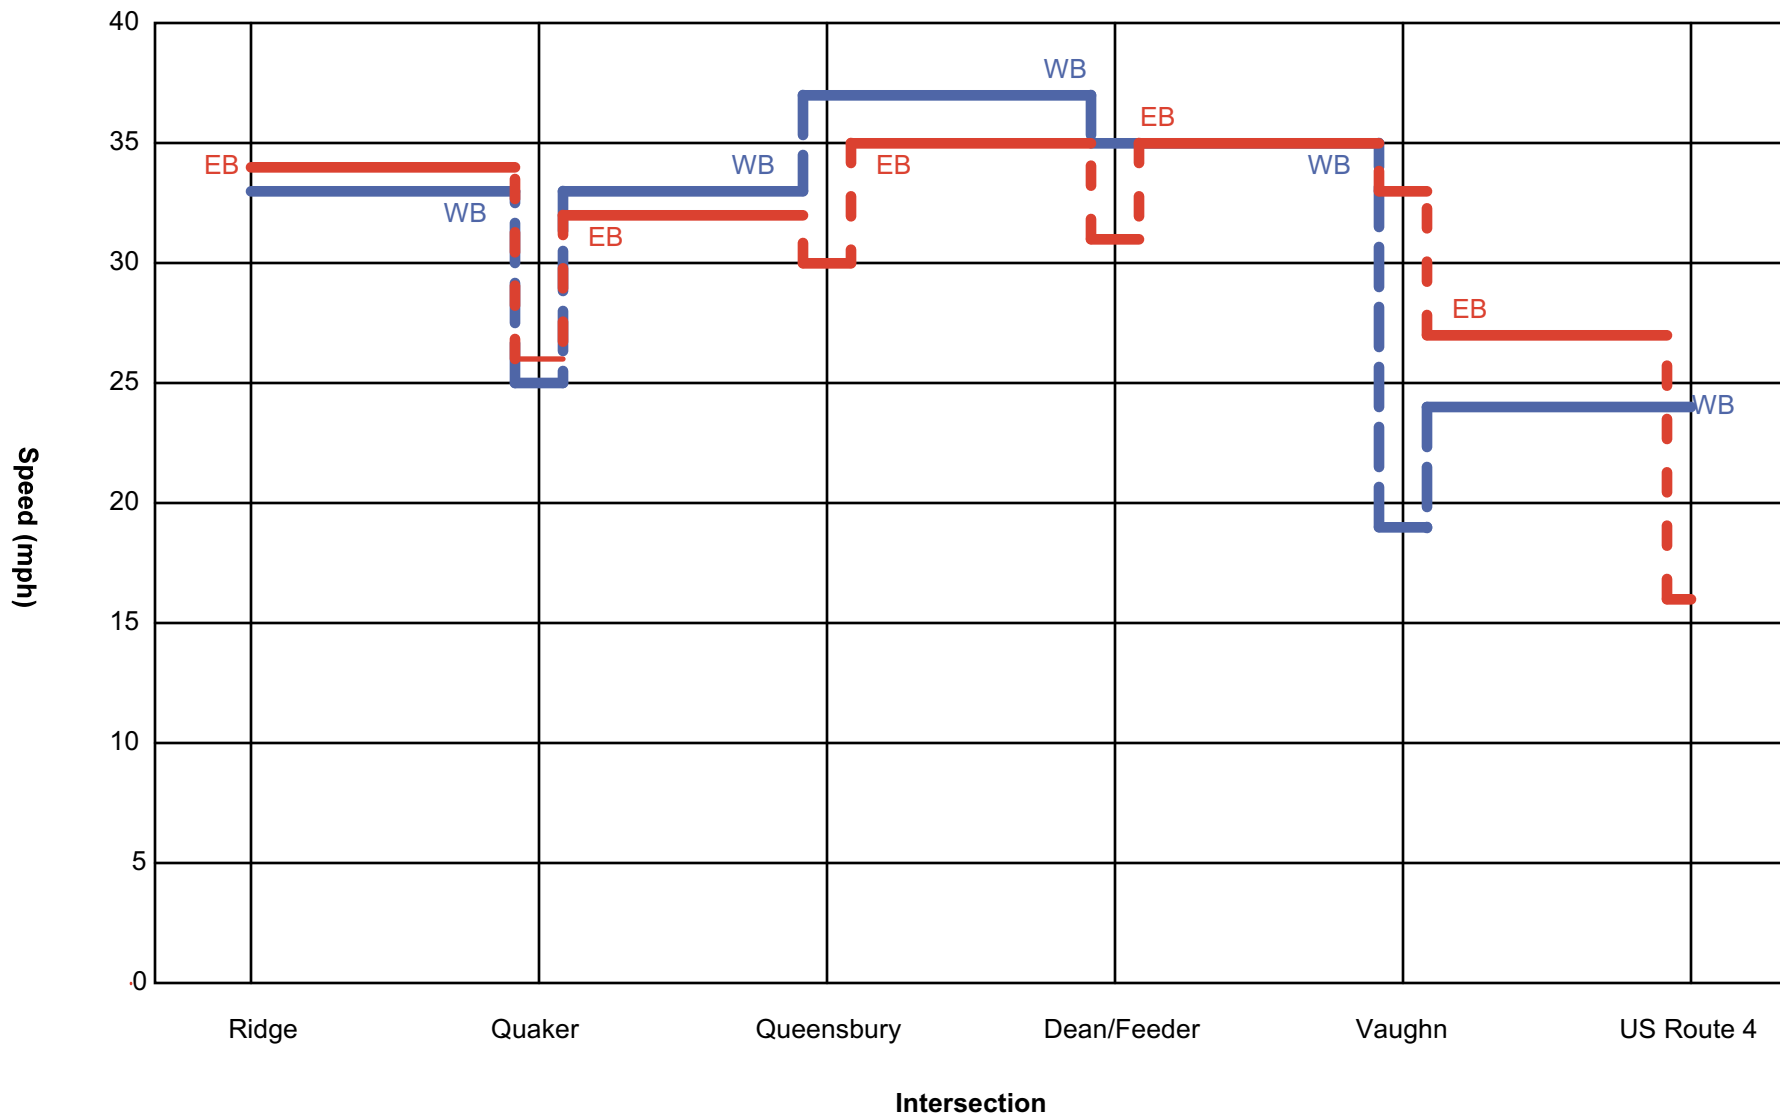 40
WB
35
EB
EB
WB
EB
WB
WB
EB
30
EB
25
WB
20
15
10
5
0
Speed (mph)
Ridge
Quaker
Queensbury
Dean/Feeder
Vaughn
US Route 4
Intersection